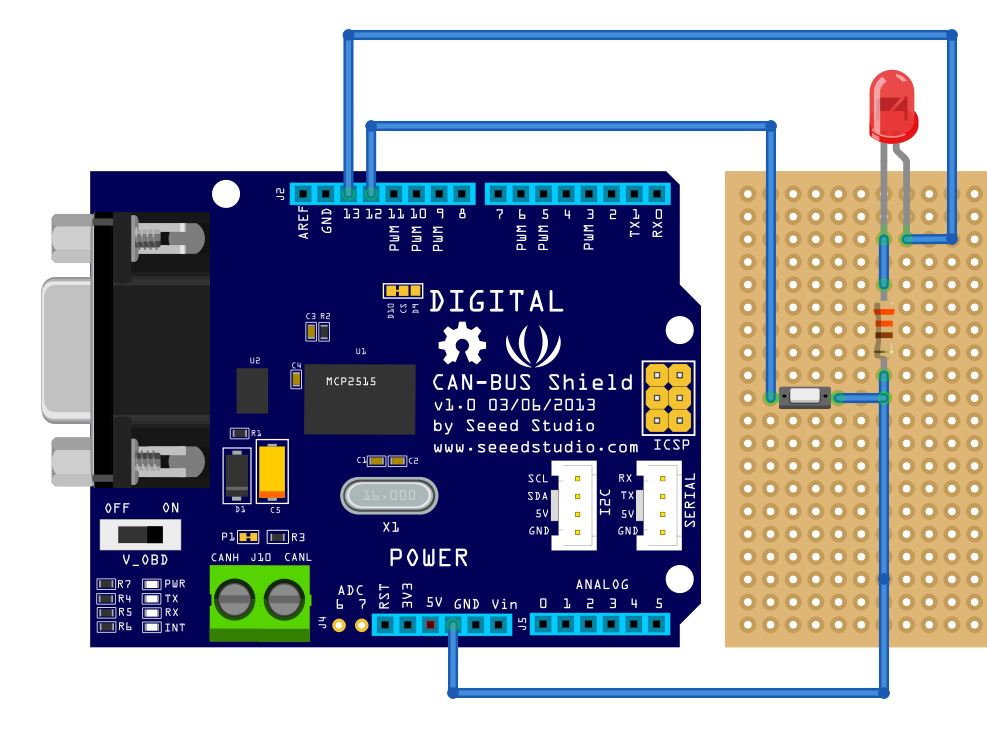 J2
AREF
GND
13
12
PWM 11
PWM 10
PWM 9
8
7
PWM 6
PWM 5
4
PWM 3
2
TX1
RX0
D10
CS
D9
DIGITAL
C3 R2
U1
U2
C4
MCP2515
CAN-BUS Shield
v1.0 03/06/2013
by Seeed Studio
www.seeedstudio.com
ICSP
R1
C1
C2
SCL
SDA
5V
GND
I2C
RX
TX
5V
GND
SERIAL
16.000
X1
D1
C5
OFF ON
V_OBD
P1
R3
CANH J10 CANL
POWER
R7 PWR
R4 TX
R5 RX
R6 INT
ADC
6 7
J4
RST
3V3
5V
GND
Vin
ANALOG
J5
0 1 2 3 4 5